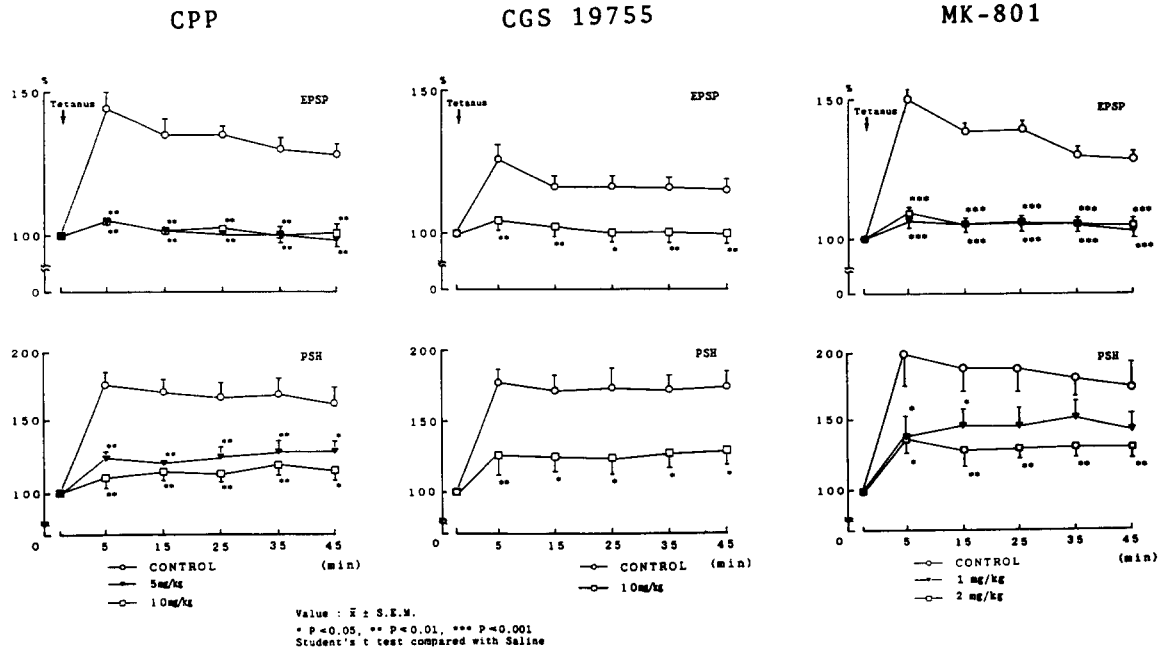 CPP CGS 19755 MK-801
%
150
Tetanus
EPSP
**
**
**
**
**
**
**
**
**
**
100
0
150
Tetanus
EPSP
100
**
**
*
**
**
0
%
150
Tetanus
EPSP
***
***
***
***
***
***
***
***
***
***
100
0
200
PSH
150
**
**
**
**
*
100
**
**
**
**
*
0 5 15 25 35 45
(min)
CONTROL
5mg/kg
10mg/kg
200
PSH
150
**
*
*
*
*
100
0 5 15 25 35 45
(min)
CONTROL
10mg/kg
200
PSH
150
*
*
*
**
**
**
**
100
0 5 15 25 35 45
(min)
CONTROL
1 mg/kg
2 mg/kg
Value : x̄ ± S.E.M.
* P<0.05, ** P<0.01, *** P<0.001
Student's t test compared with Saline